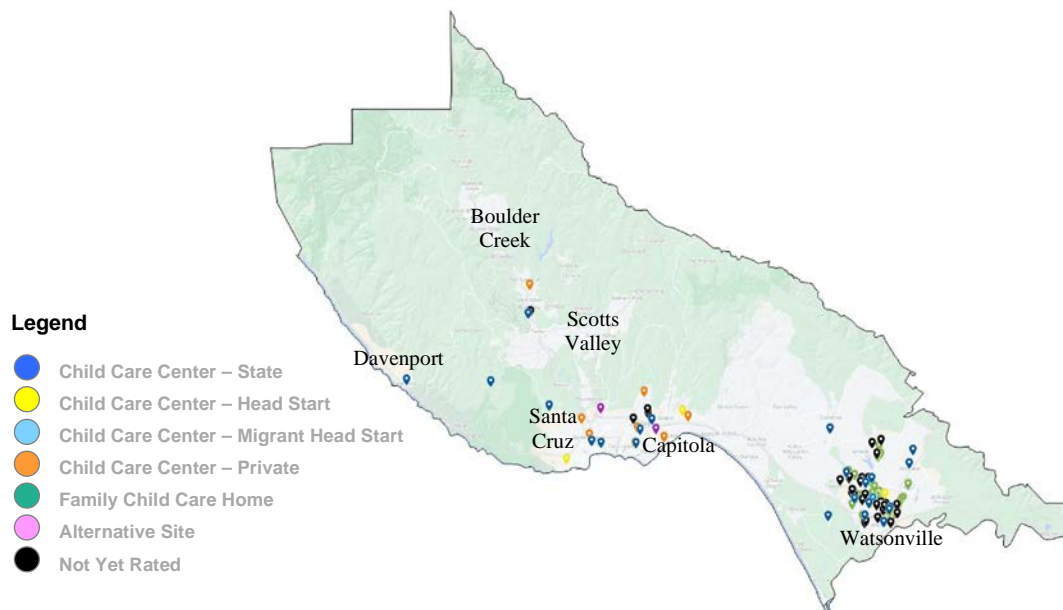 Boulder
Creek
Scotts
Valley
Davenport
Santa
Cruz
Capitola
Watsonville
Legend
Child Care Center – State
Child Care Center – Head Start
Child Care Center – Migrant Head Start
Child Care Center – Private
Family Child Care Home
Alternative Site
Not Yet Rated